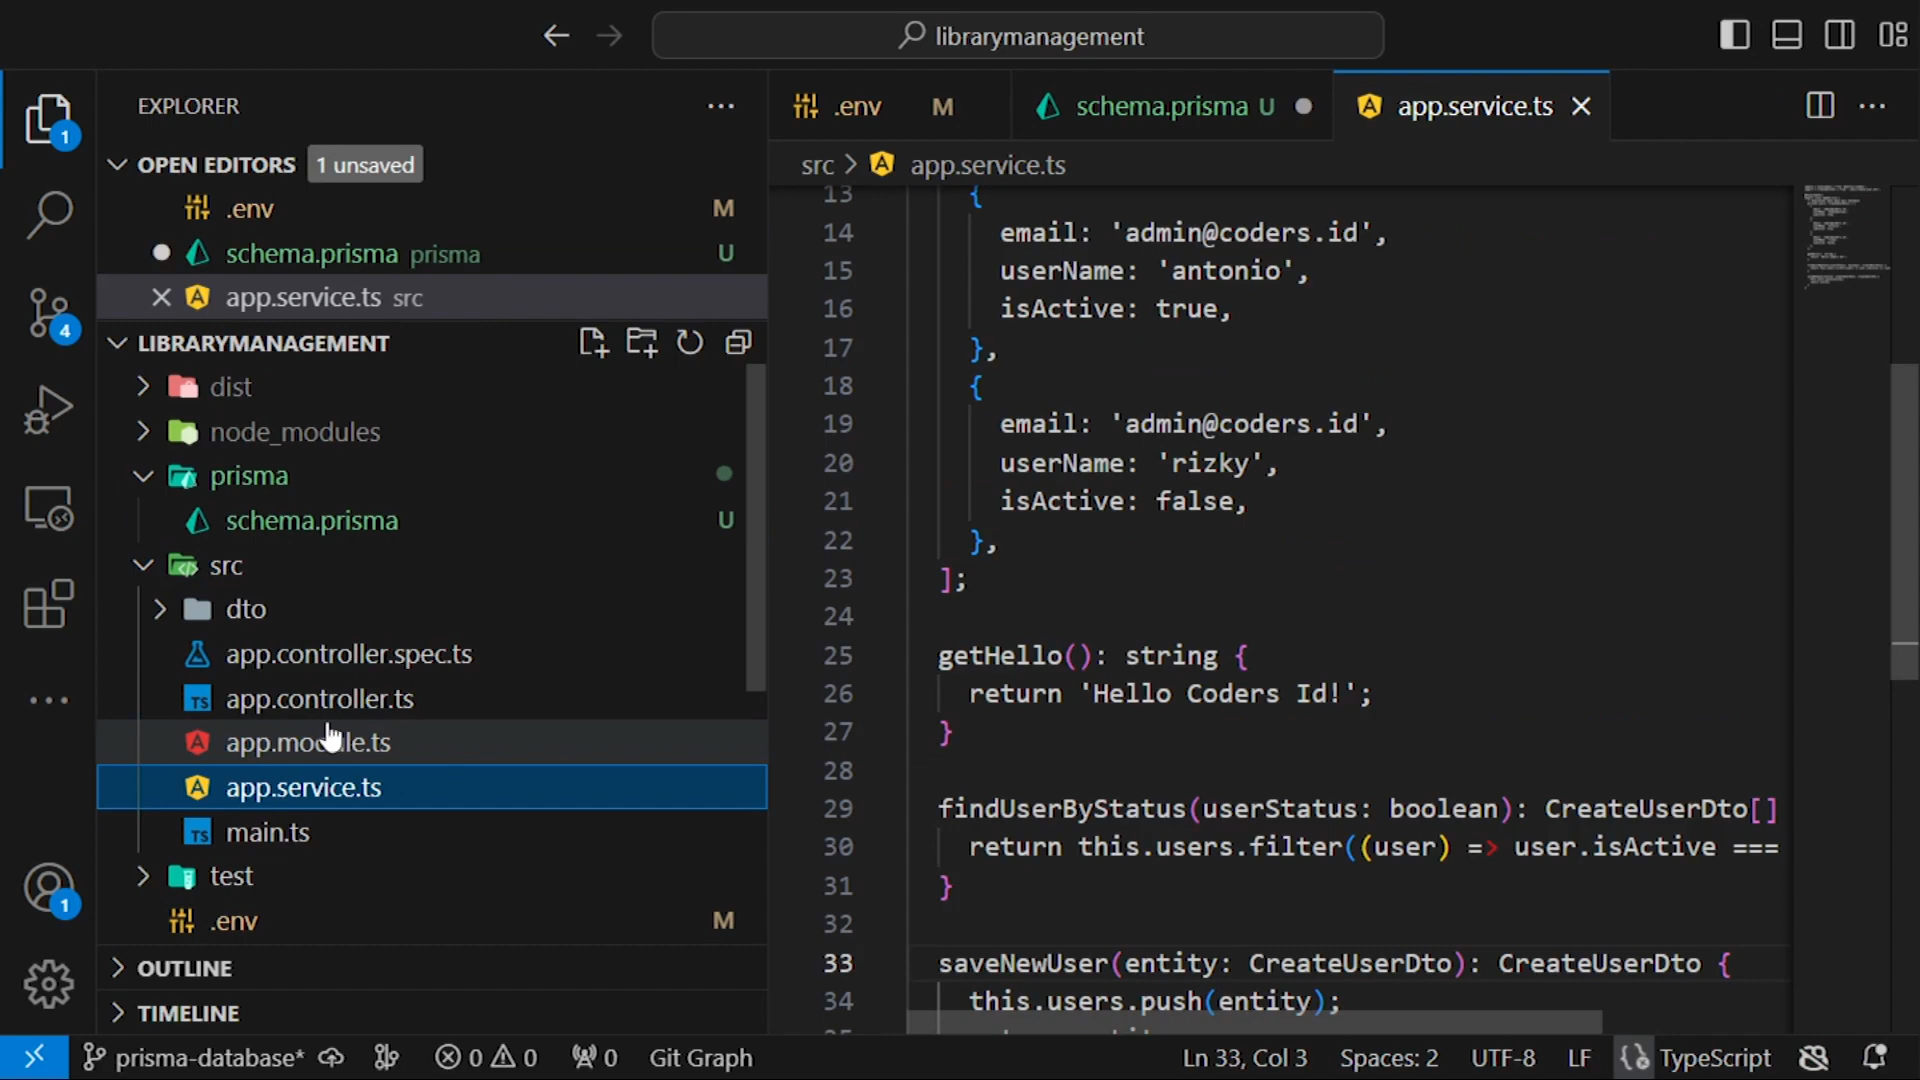 librarymanagement
EXPLORER
OPEN EDITORS 1 unsaved
.env M
schema.prisma prisma U
app.service.ts src
LIBRARYMANAGEMENT
dist
node_modules
prisma
schema.prisma U
src
dto
app.controller.spec.ts
app.controller.ts
app.module.ts
app.service.ts
main.ts
test
.env M
OUTLINE
TIMELINE
1
4
1
.env M
schema.prisma U
app.service.ts
src > app.service.ts
13 {
14 email: 'admin@coders.id',
15 userName: 'antonio',
16 isActive: true,
17 },
18 {
19 email: 'admin@coders.id',
20 userName: 'rizky',
21 isActive: false,
22 },
23 ];
24
25 getHello(): string {
26 return 'Hello Coders Id!';
27 }
28
29 findUserByStatus(userStatus: boolean): CreateUserDto[]
30 return this.users.filter((user) => user.isActive ===
31 }
32
33 saveNewUser(entity: CreateUserDto): CreateUserDto {
34 this.users.push(entity);
prisma-database* 0 0 0 Git Graph Ln 33, Col 3 Spaces: 2 UTF-8 LF TypeScript